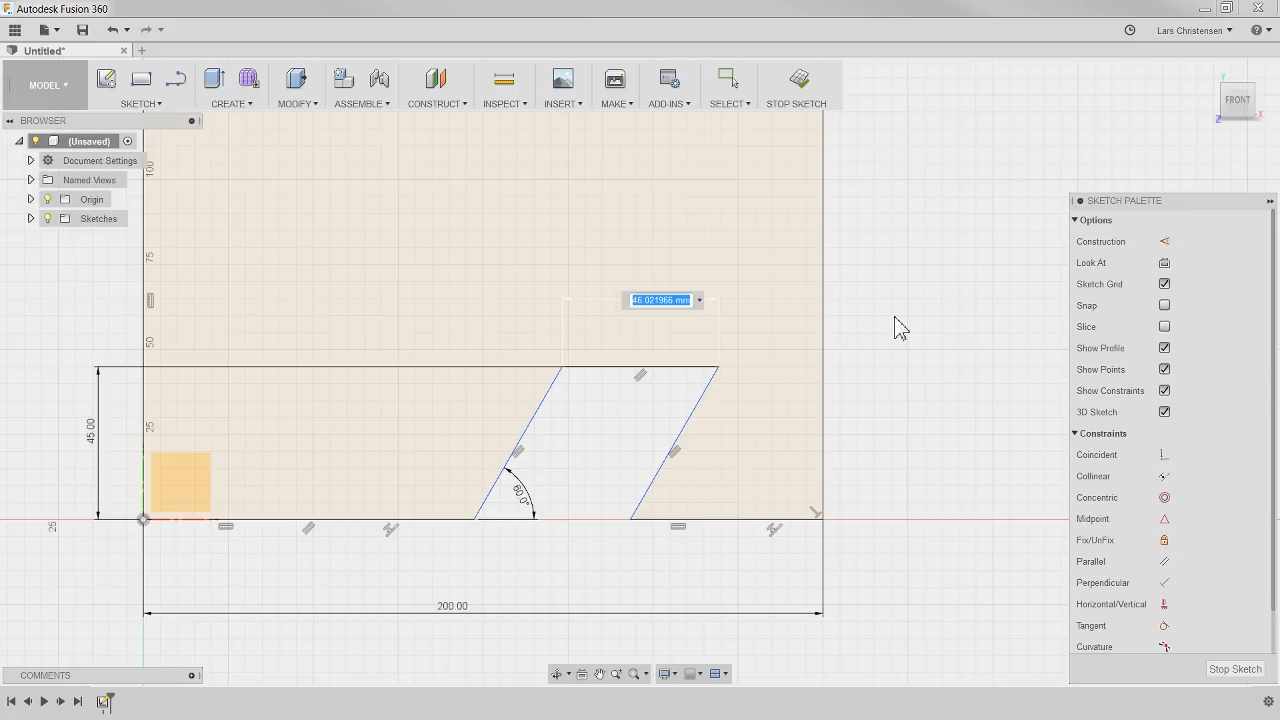 Autodesk Fusion 360
Lars Christensen
Untitled*
MODEL
SKETCH
CREATE
MODIFY
ASSEMBLE
CONSTRUCT
INSPECT
INSERT
MAKE
ADD-INS
SELECT
STOP SKETCH
FRONT
Y
X
Z
BROWSER
(Unsaved)
Document Settings
Named Views
Origin
Sketches
100
75
50
25
25
46.021966 mm
45.00
60.0°
200.00
SKETCH PALETTE
Options
Construction
Look At
Sketch Grid
Snap
Slice
Show Profile
Show Points
Show Constraints
3D Sketch
Constraints
Coincident
Collinear
Concentric
Midpoint
Fix/UnFix
Parallel
Perpendicular
Horizontal/Vertical
Tangent
Curvature
Stop Sketch
COMMENTS